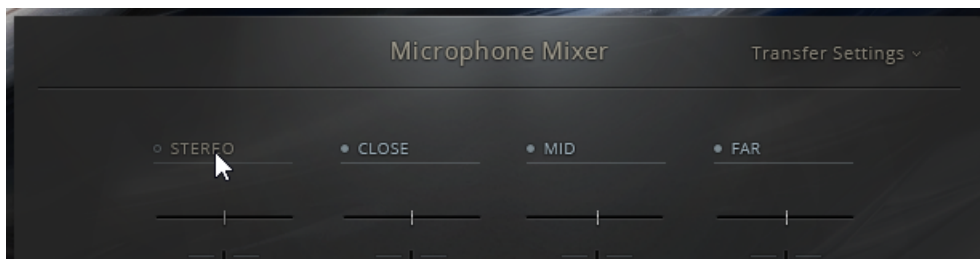 Microphone Mixer
Transfer Settings
STEREO
CLOSE
MID
FAR